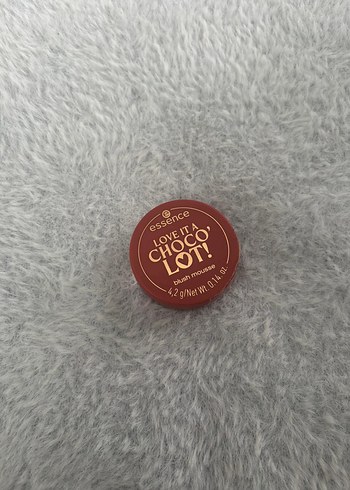 essence
LOVE IT A
CHOCO'
LOT!
blush mousse
4,2 g/Net Wt. 0.14 oz.